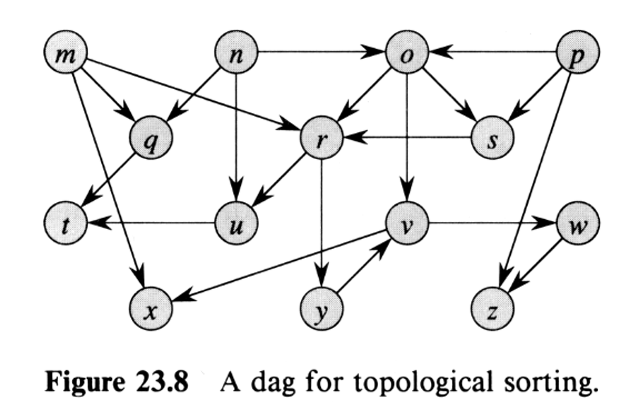 m n o p
q r s
t u v w
x y z
Figure 23.8 A dag for topological sorting.